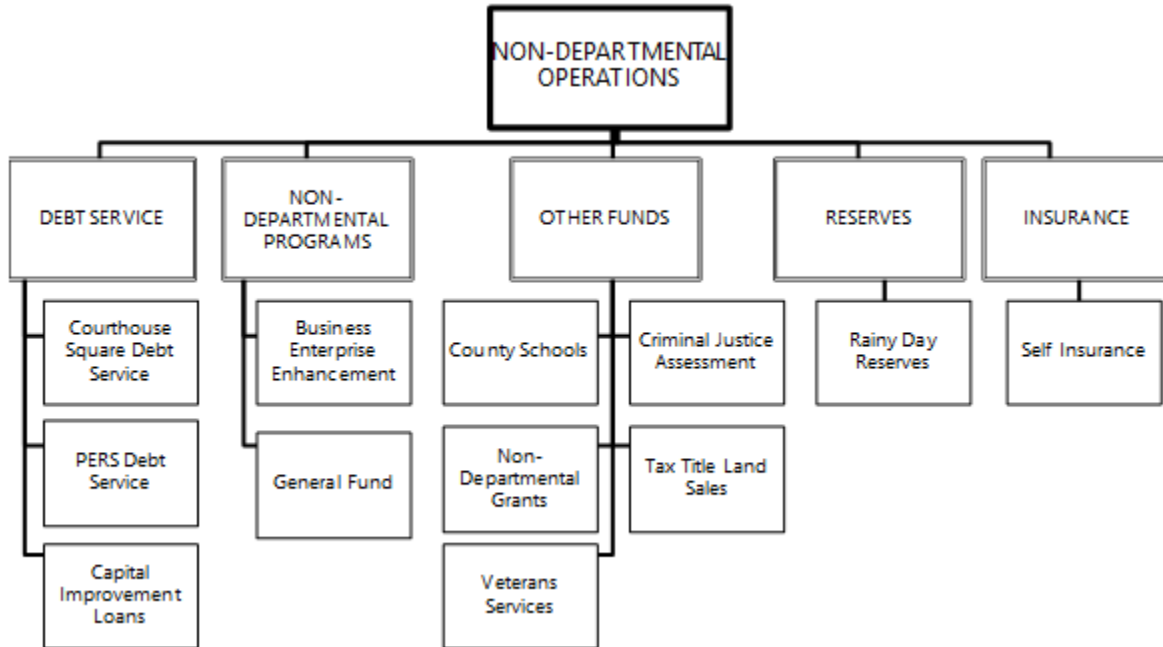 NON-DEPARTMENTAL
OPERATIONS
DEBT SERVICE
NON-
DEPARTMENTAL
PROGRAMS
OTHER FUNDS
RESERVES
INSURANCE
Courthouse
Square Debt
Service
Business
Enterprise
Enhancement
County Schools
Criminal Justice
Assessment
Rainy Day
Reserves
Self Insurance
PERS Debt
Service
General Fund
Non-
Departmental
Grants
Tax Title Land
Sales
Capital
Improvement
Loans
Veterans
Services